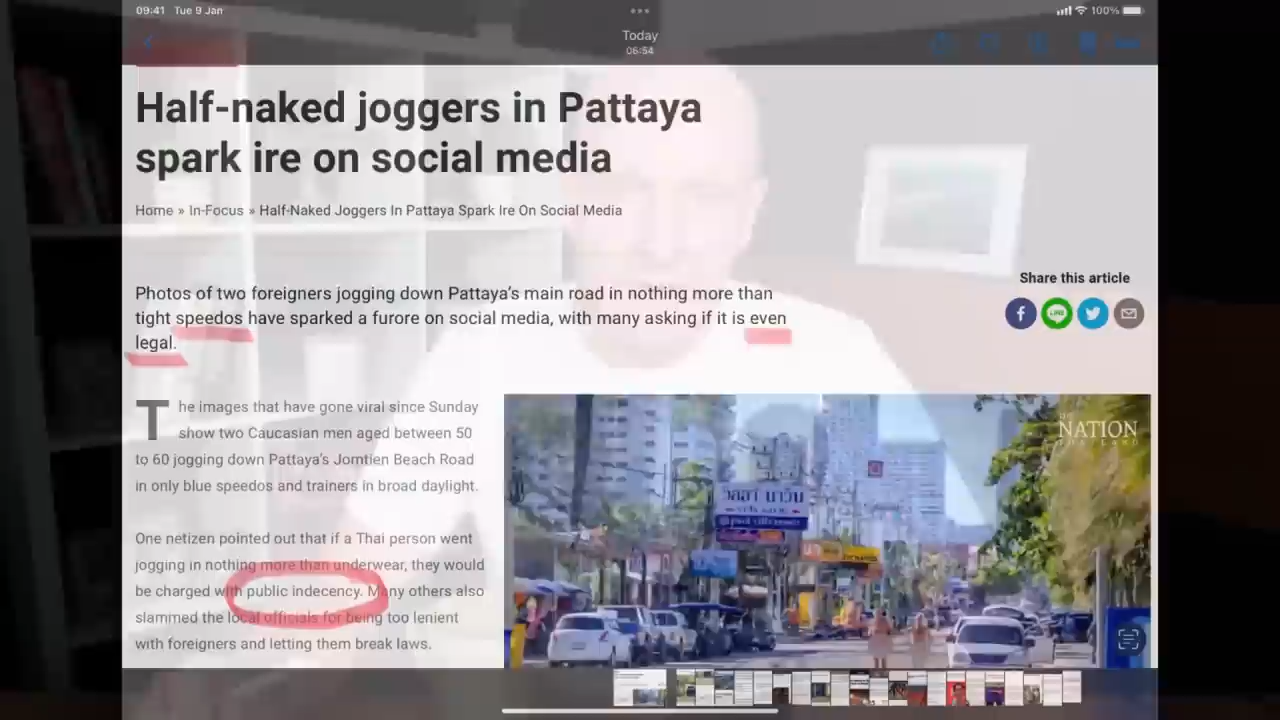 09:41 Tue 9 Jan
100%
Today
06:54
Half-naked joggers in Pattaya
spark ire on social media
Home » In-Focus » Half-Naked Joggers In Pattaya Spark Ire On Social Media
Share this article
Photos of two foreigners jogging down Pattaya's main road in nothing more than
tight speedos have sparked a furore on social media, with many asking if it is even
legal.
The images that have gone viral since Sunday
show two Caucasian men aged between 50
to 60 jogging down Pattaya's Jomtien Beach Road
in only blue speedos and trainers in broad daylight.
One netizen pointed out that if a Thai person went
jogging in nothing more than underwear, they would
be charged with public indecency. Many others also
slammed the local officials for being too lenient
with foreigners and letting them break laws.
NATION
LINE